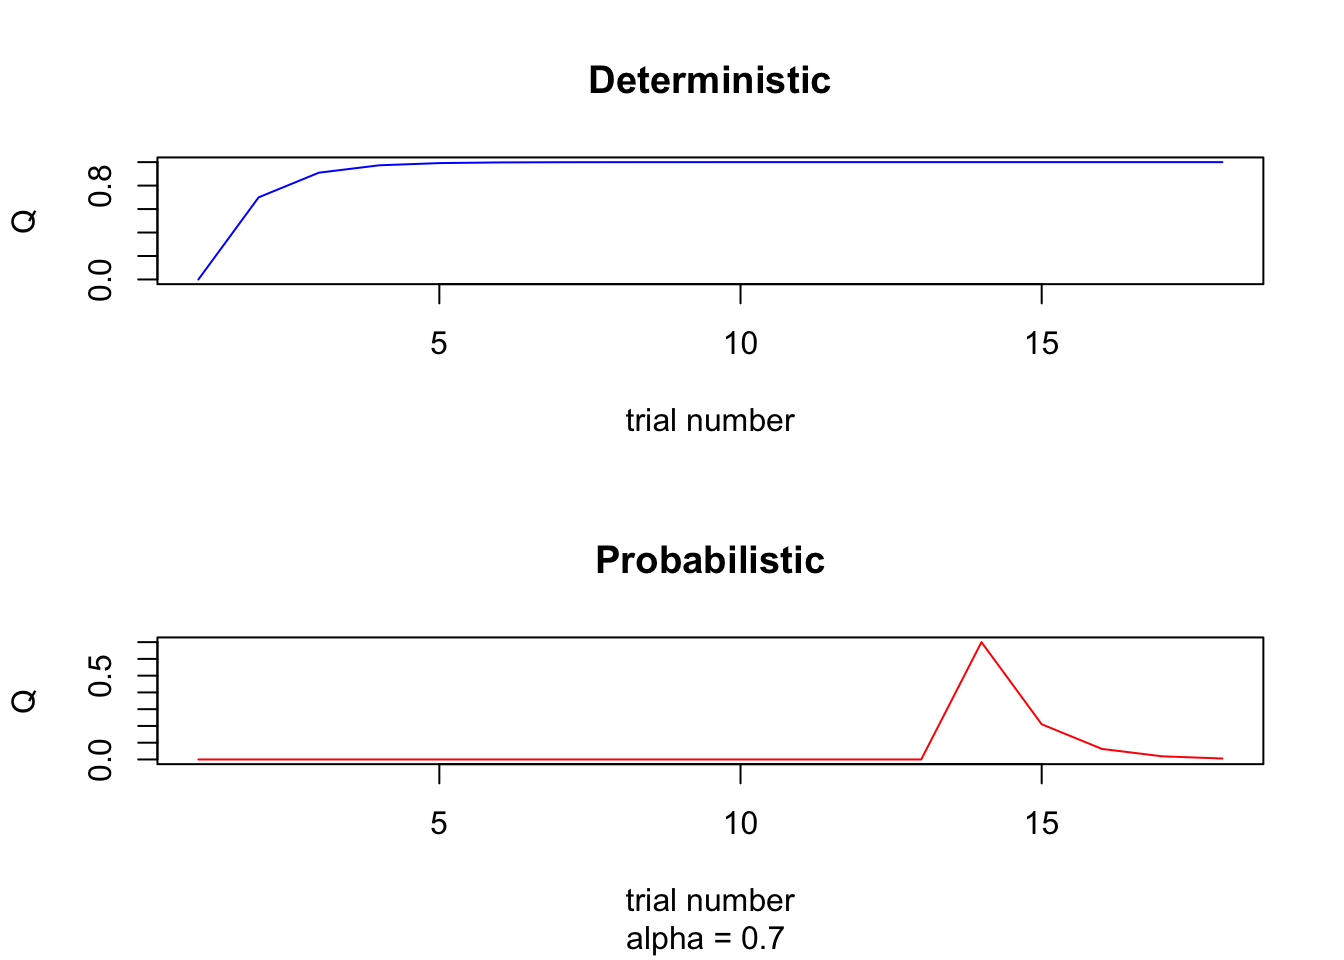 Deterministic
Q
0.8
0.0
5 10 15
trial number
Probabilistic
Q
0.5
0.0
5 10 15
trial number
alpha = 0.7